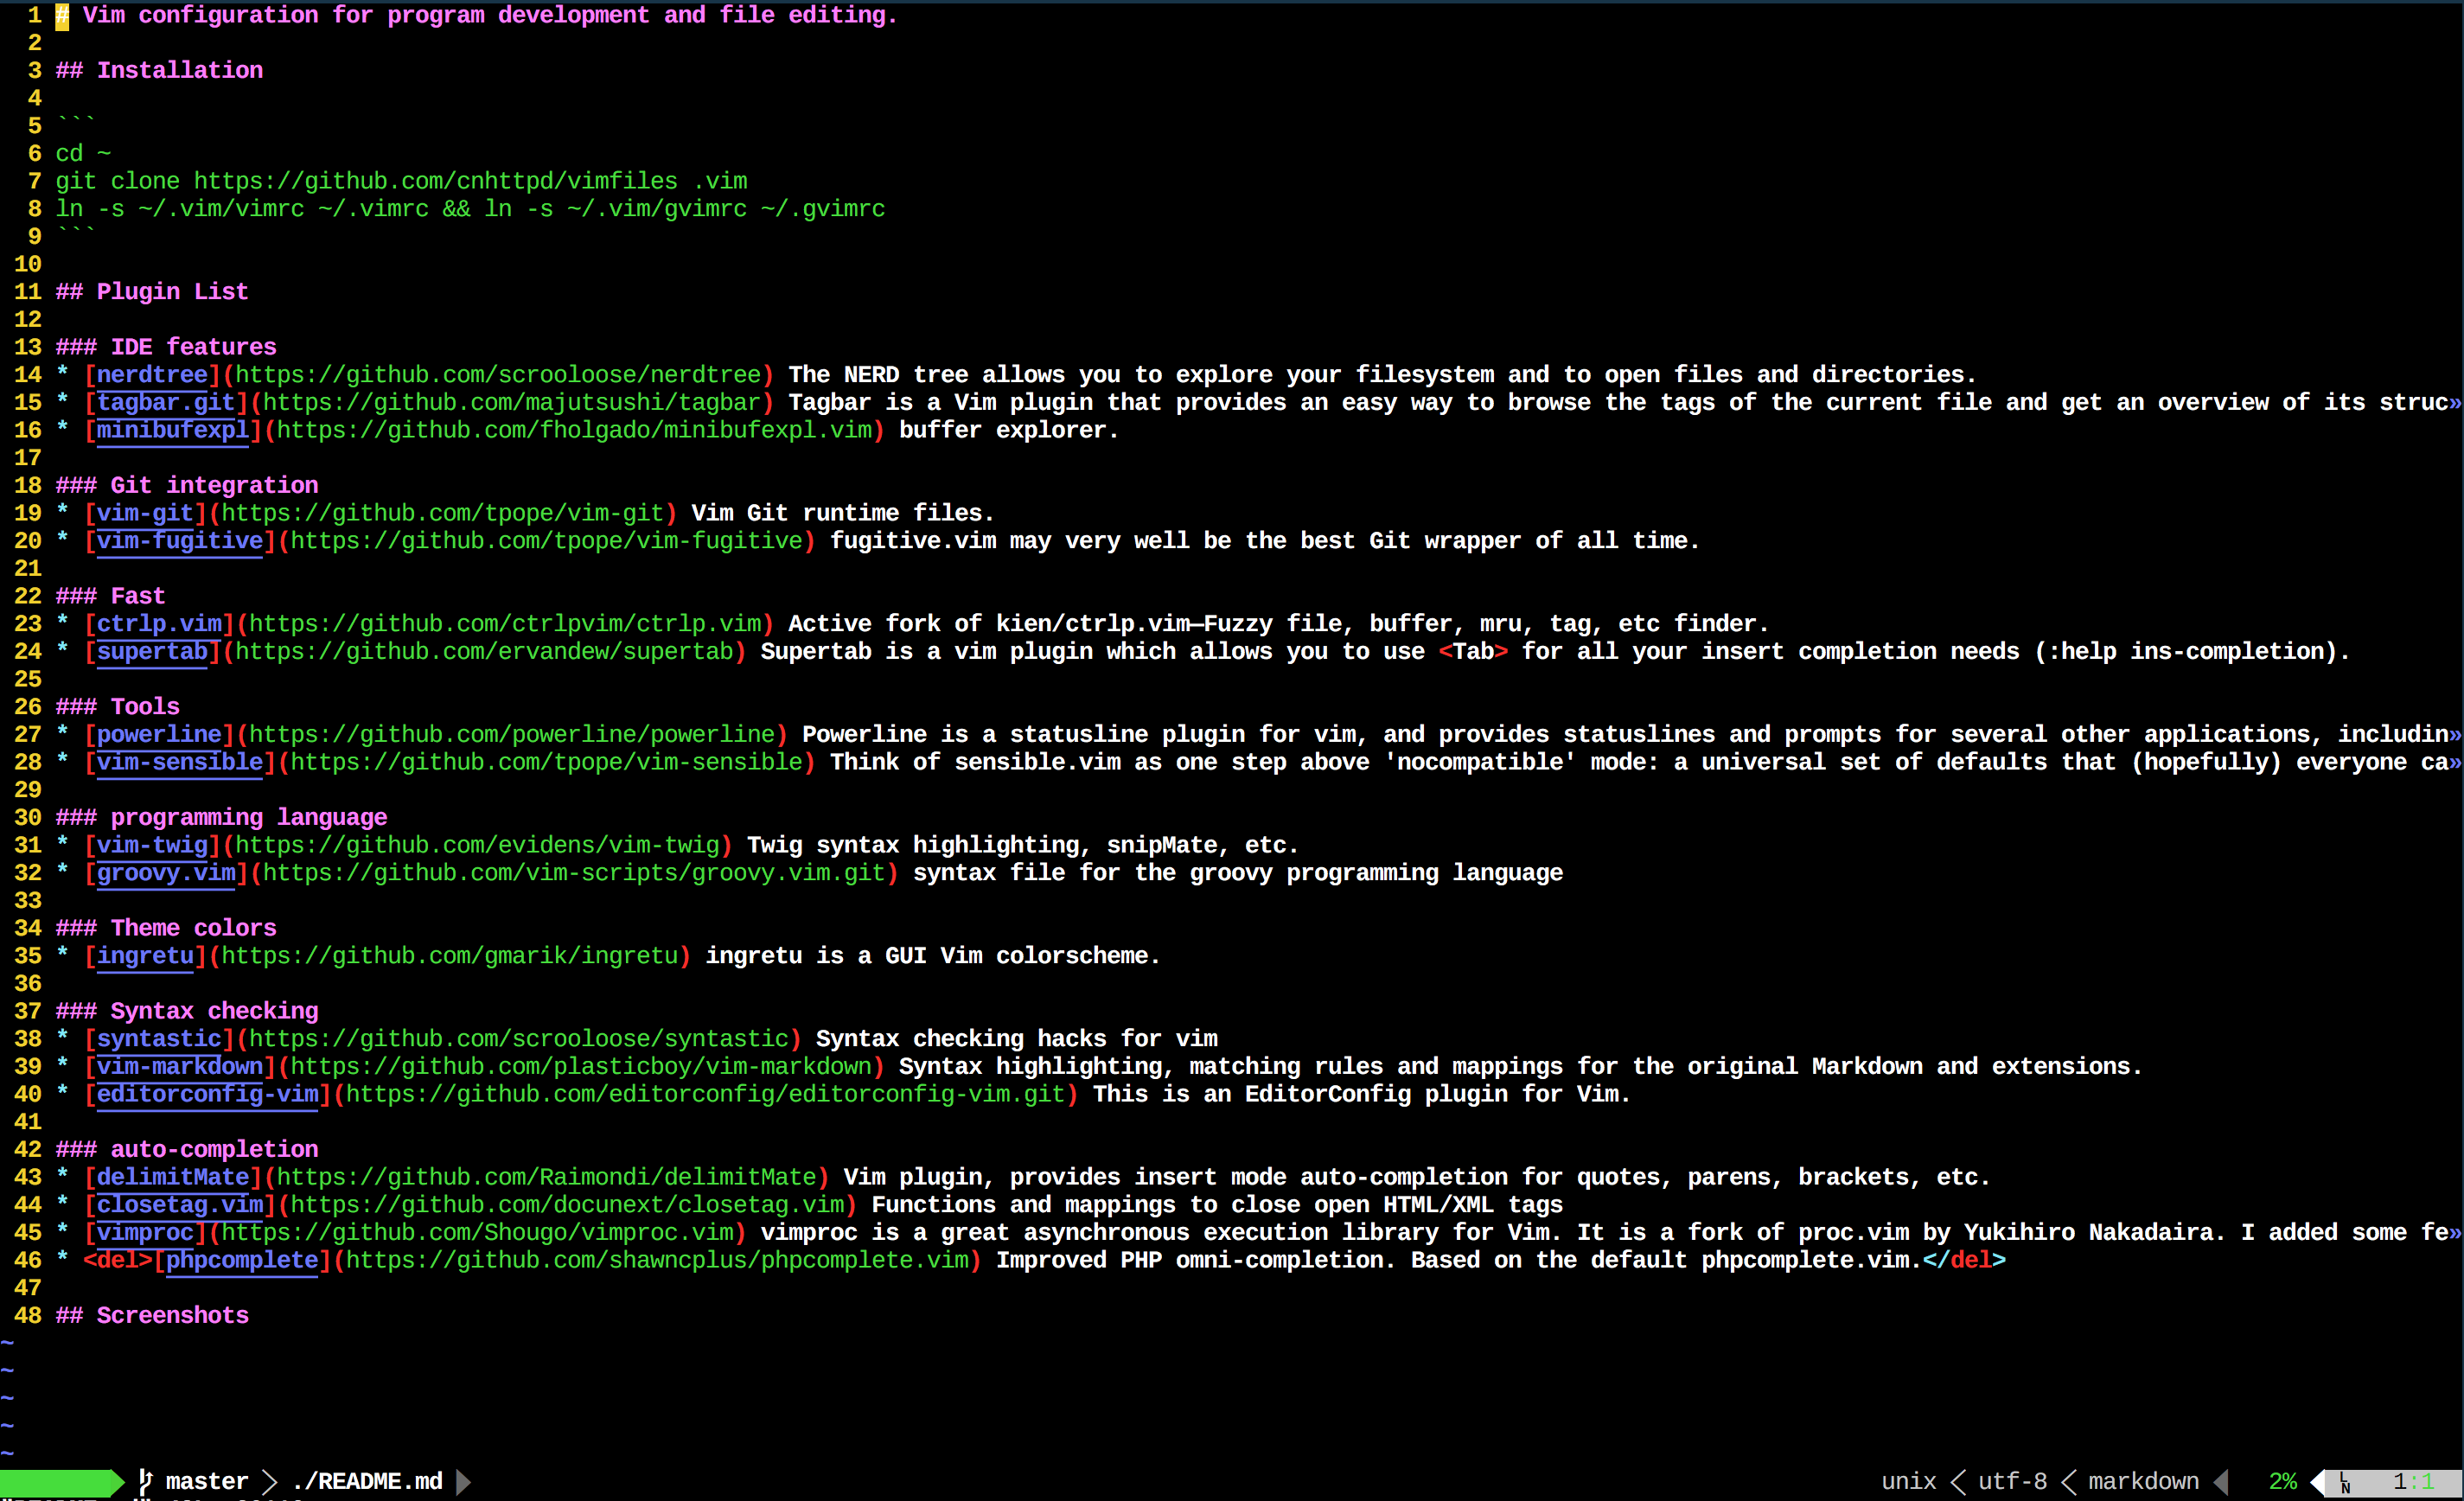 1 # Vim configuration for program development and file editing.
2
3 ## Installation
4
5 ```
6 cd ~
7 git clone https://github.com/cnhttpd/vimfiles .vim
8 ln -s ~/.vim/vimrc ~/.vimrc && ln -s ~/.vim/gvimrc ~/.gvimrc
9 ```
10
11 ## Plugin List
12
13 ### IDE features
14 * [nerdtree](https://github.com/scrooloose/nerdtree) The NERD tree allows you to explore your filesystem and to open files and directories.
15 * [tagbar.git](https://github.com/majutsushi/tagbar) Tagbar is a Vim plugin that provides an easy way to browse the tags of the current file and get an overview of its struc»
16 * [minibufexpl](https://github.com/fholgado/minibufexpl.vim) buffer explorer.
17
18 ### Git integration
19 * [vim-git](https://github.com/tpope/vim-git) Vim Git runtime files.
20 * [vim-fugitive](https://github.com/tpope/vim-fugitive) fugitive.vim may very well be the best Git wrapper of all time.
21
22 ### Fast
23 * [ctrlp.vim](https://github.com/ctrlpvim/ctrlp.vim) Active fork of kien/ctrlp.vim—Fuzzy file, buffer, mru, tag, etc finder.
24 * [supertab](https://github.com/ervandew/supertab) Supertab is a vim plugin which allows you to use <Tab> for all your insert completion needs (:help ins-completion).
25
26 ### Tools
27 * [powerline](https://github.com/powerline/powerline) Powerline is a statusline plugin for vim, and provides statuslines and prompts for several other applications, includin»
28 * [vim-sensible](https://github.com/tpope/vim-sensible) Think of sensible.vim as one step above 'nocompatible' mode: a universal set of defaults that (hopefully) everyone ca»
29
30 ### programming language
31 * [vim-twig](https://github.com/evidens/vim-twig) Twig syntax highlighting, snipMate, etc.
32 * [groovy.vim](https://github.com/vim-scripts/groovy.vim.git) syntax file for the groovy programming language
33
34 ### Theme colors
35 * [ingretu](https://github.com/gmarik/ingretu) ingretu is a GUI Vim colorscheme.
36
37 ### Syntax checking
38 * [syntastic](https://github.com/scrooloose/syntastic) Syntax checking hacks for vim
39 * [vim-markdown](https://github.com/plasticboy/vim-markdown) Syntax highlighting, matching rules and mappings for the original Markdown and extensions.
40 * [editorconfig-vim](https://github.com/editorconfig/editorconfig-vim.git) This is an EditorConfig plugin for Vim.
41
42 ### auto-completion
43 * [delimitMate](https://github.com/Raimondi/delimitMate) Vim plugin, provides insert mode auto-completion for quotes, parens, brackets, etc.
44 * [closetag.vim](https://github.com/docunext/closetag.vim) Functions and mappings to close open HTML/XML tags
45 * [vimproc](https://github.com/Shougo/vimproc.vim) vimproc is a great asynchronous execution library for Vim. It is a fork of proc.vim by Yukihiro Nakadaira. I added some fe»
46 * <del>[phpcomplete](https://github.com/shawncplus/phpcomplete.vim) Improved PHP omni-completion. Based on the default phpcomplete.vim.</del>
47
48 ## Screenshots
~
~
~
~
~
master ./README.md unix utf-8 markdown 2% LN 1:1